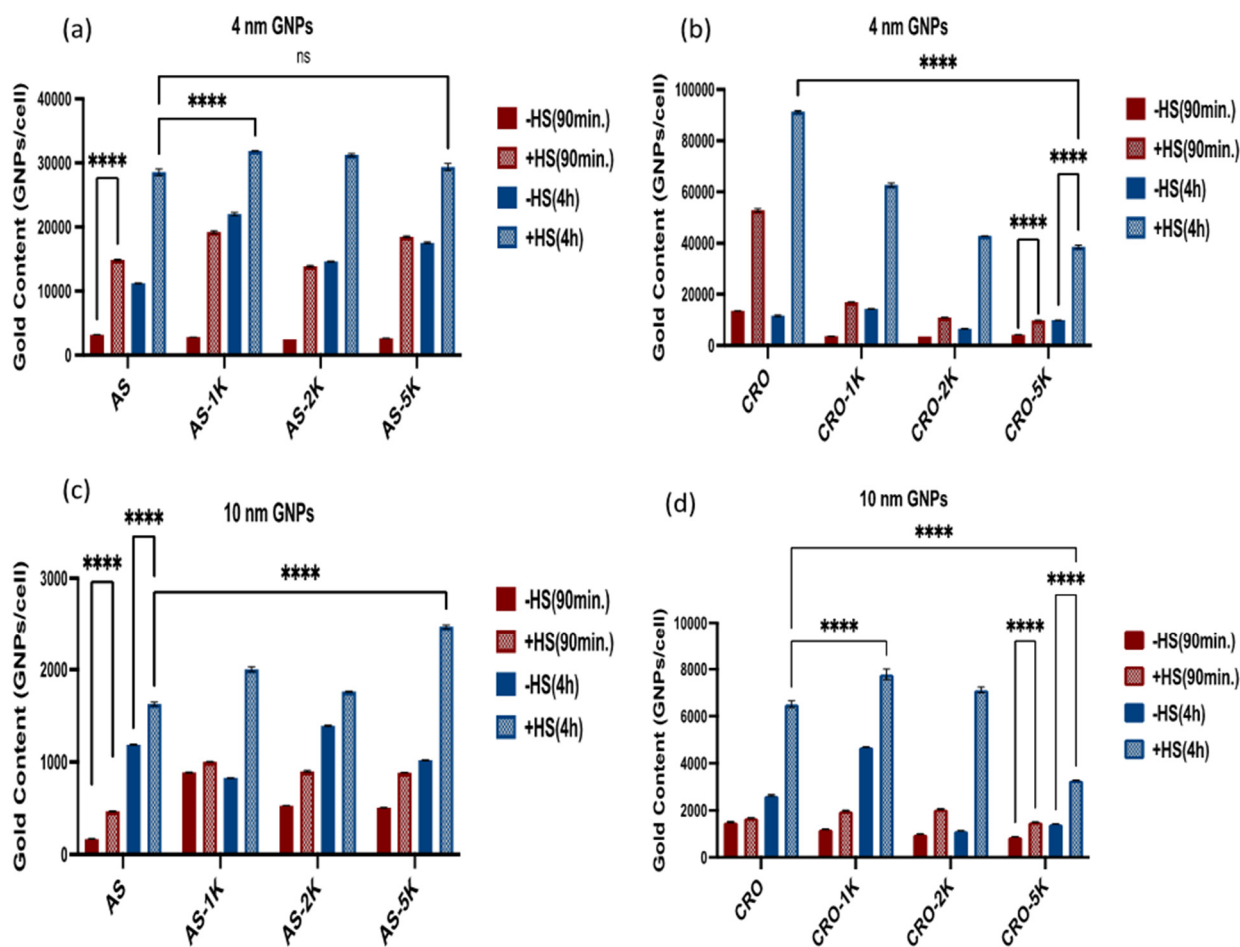 (a)
4 nm GNPs
ns
****
****
Gold Content (GNPs/cell)
40000
30000
20000
10000
0
AS
AS-1K
AS-2K
AS-5K
-HS(90min.)
+HS(90min.)
-HS(4h)
+HS(4h)
(b)
4 nm GNPs
****
****
****
Gold Content (GNPs/cell)
100000
80000
60000
40000
20000
0
CRO
CRO-1K
CRO-2K
CRO-5K
-HS(90min.)
+HS(90min.)
-HS(4h)
+HS(4h)
(c)
10 nm GNPs
****
****
****
Gold Content (GNPs/cell)
3000
2000
1000
0
AS
AS-1K
AS-2K
AS-5K
-HS(90min.)
+HS(90min.)
-HS(4h)
+HS(4h)
(d)
10 nm GNPs
****
****
****
****
Gold Content (GNPs/cell)
10000
8000
6000
4000
2000
0
CRO
CRO-1K
CRO-2K
CRO-5K
-HS(90min.)
+HS(90min.)
-HS(4h)
+HS(4h)